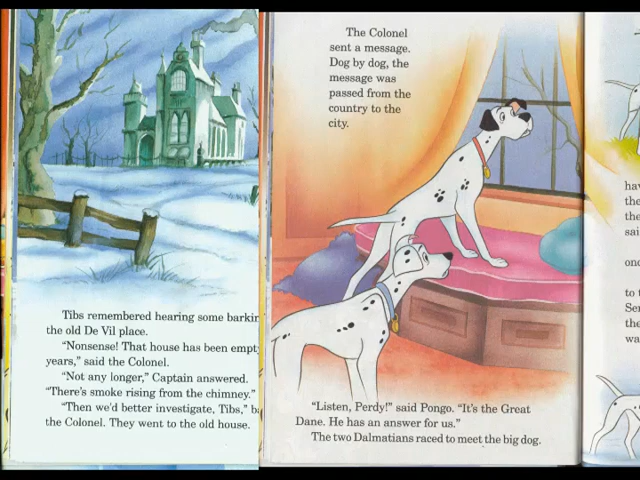 Tibs remembered hearing some
the old De Vil place.
"Nonsense! That house has been
years," said the Colonel.
"Not any longer," Captain answered.
"There's smoke rising from the chimney."
"Then we'd better investigate, Tibs,"
the Colonel. They went to the old house.
The Colonel
sent a message.
Dog by dog, the
message was
passed from the
country to the
city.
"Listen, Perdy!" said Pongo. "It's the Great
Dane. He has an answer for us."
The two Dalmatians raced to meet the big dog.